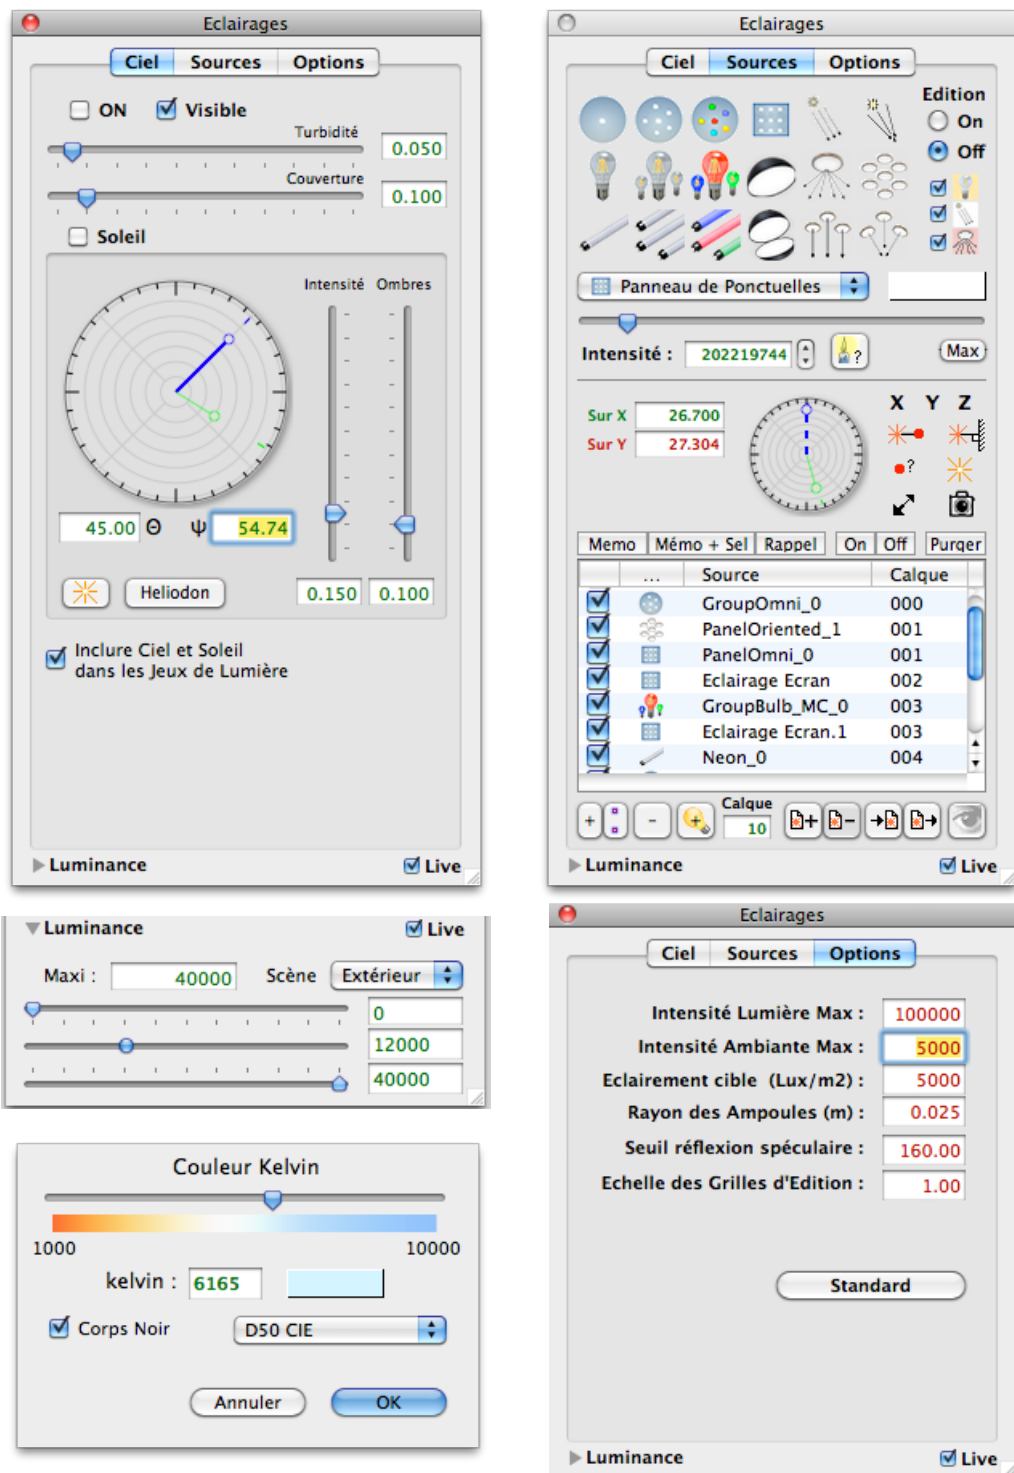 Eclairages
Ciel Sources Options
ON Visible
Turbidité
0.050
Couverture
0.100
Soleil
Intensité Ombres
45.00 Θ Ψ 54.74
Heliodon 0.150 0.100
Inclure Ciel et Soleil
dans les Jeux de Lumière
Luminance Live
Eclairages
Ciel Sources Options
Edition
On
Off
Panneau de Ponctuelles
Intensité : 202219744 ? Max
Sur X 26.700
Sur Y 27.304
X Y Z
?
Memo Mémo + Sel Rappel On Off Purger
... Source Calque
GroupOmni_0 000
PanelOriented_1 001
PanelOmni_0 001
Eclairage Ecran 002
GroupBulb_MC_0 003
Eclairage Ecran.1 003
Neon_0 004
Calque
10
Luminance Live
Luminance Live
Maxi : 40000 Scène Extérieur
0
12000
40000
Couleur Kelvin
1000 10000
kelvin : 6165
Corps Noir D50 CIE
Annuler OK
Eclairages
Ciel Sources Options
Intensité Lumière Max : 100000
Intensité Ambiante Max : 5000
Eclairement cible (Lux/m2) : 5000
Rayon des Ampoules (m) : 0.025
Seuil réflexion spéculaire : 160.00
Echelle des Grilles d'Edition : 1.00
Standard
Luminance Live